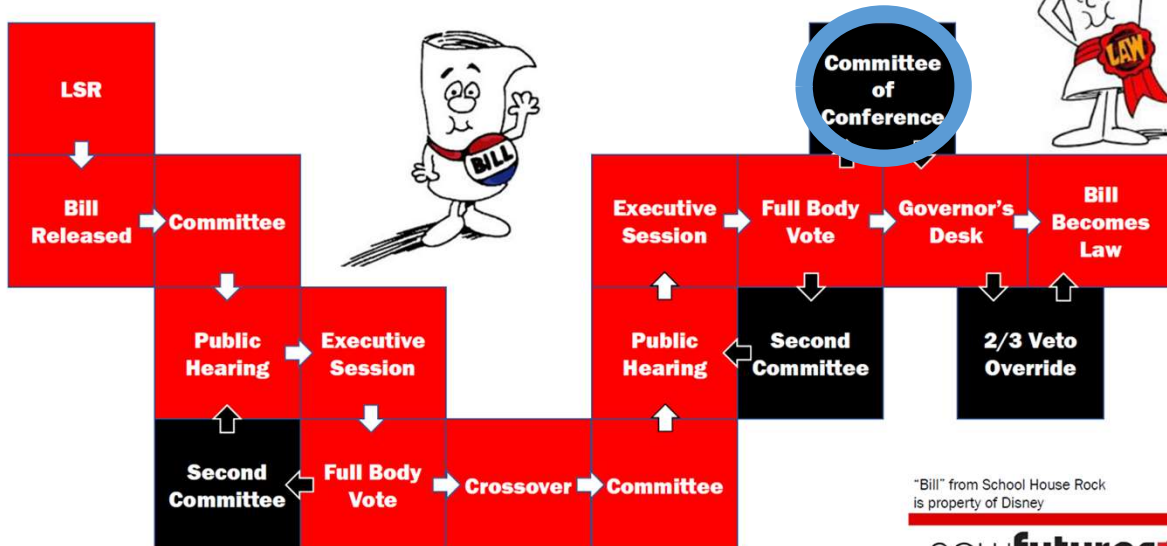 LSR
Bill
Released
Committee
Public
Hearing
Executive
Session
Second
Committee
Full Body
Vote
Crossover
Committee
Public
Hearing
Executive
Session
Full Body
Vote
Second
Committee
Committee
of
Conference
Governor's
Desk
2/3 Veto
Override
Bill
Becomes
Law
BILL
LAW
"Bill" from School House Rock
is property of Disney